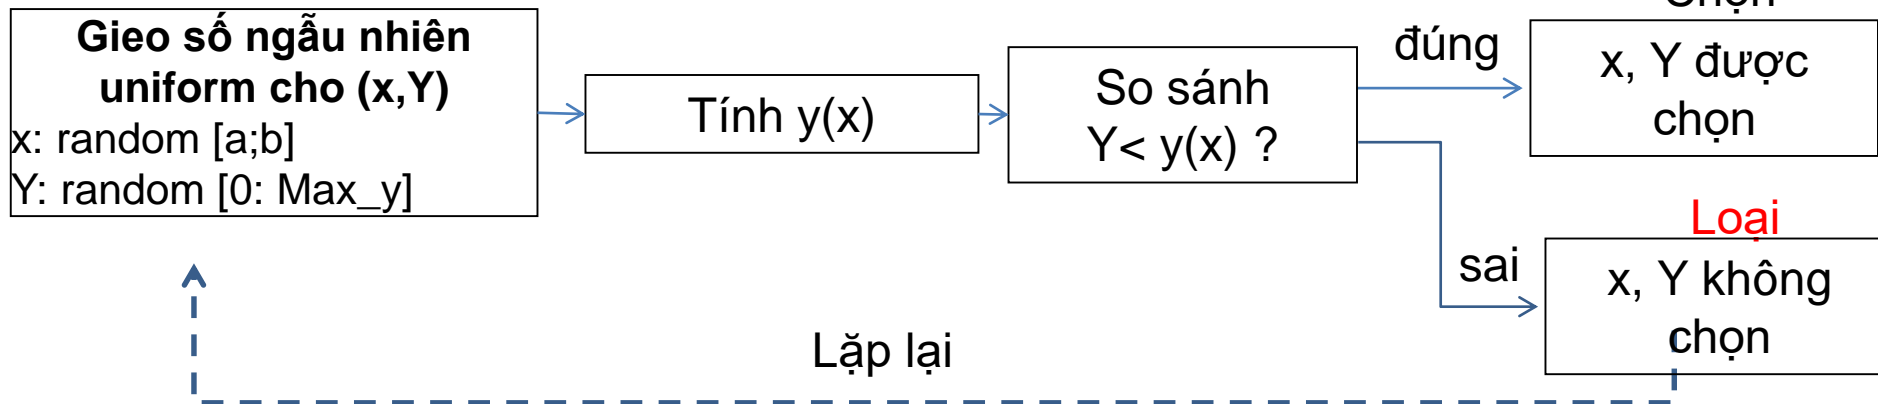 Gieo số ngẫu nhiên
uniform cho (x,Y)
x: random [a;b]
Y: random [0: Max_y]
Tính y(x)
So sánh
Y< y(x) ?
đúng
Chọn
x, Y được
chọn
sai
Loại
x, Y không
chọn
Lặp lại